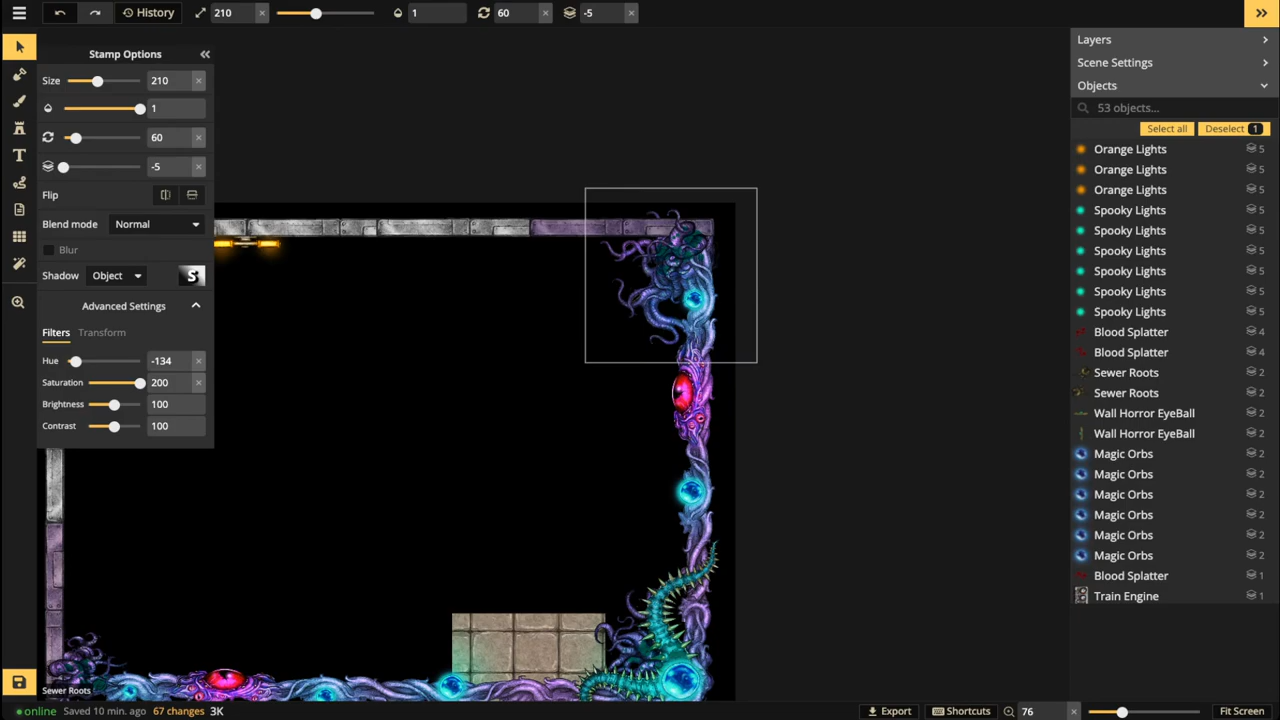 History
210
1
60
-5
Stamp Options
Size 210
1
60
-5
Flip
Blend mode Normal
Blur
Shadow Object
S
Advanced Settings
Filters Transform
Hue -134
Saturation 200
Brightness 100
Contrast 100
Sewer Roots
Layers
Scene Settings
Objects
53 objects...
Select all Deselect 1
Orange Lights 5
Orange Lights 5
Orange Lights 5
Spooky Lights 5
Spooky Lights 5
Spooky Lights 5
Spooky Lights 5
Spooky Lights 5
Spooky Lights 5
Blood Splatter 4
Blood Splatter 4
Sewer Roots 2
Sewer Roots 2
Wall Horror EyeBall 2
Wall Horror EyeBall 2
Magic Orbs 2
Magic Orbs 2
Magic Orbs 2
Magic Orbs 2
Magic Orbs 2
Magic Orbs 2
Blood Splatter 1
Train Engine 1
online Saved 10 min. ago 67 changes 3K
Export Shortcuts 76 Fit Screen